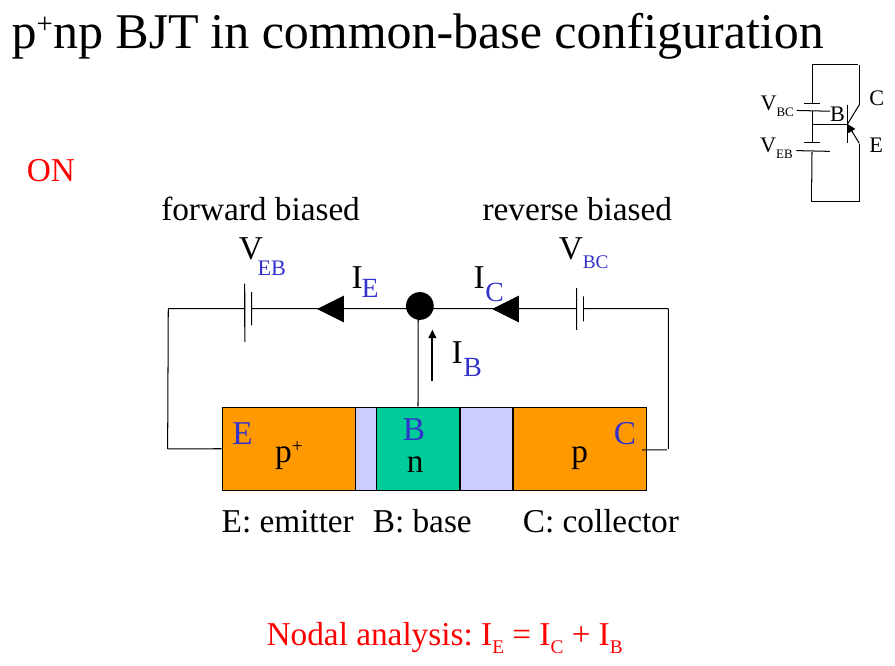 p⁺np BJT in common-base configuration
V_BC B C
V_EB E
ON
forward biased reverse biased
V_EB V_BC
I_E I_C
I_B
E B C
p⁺ n p
E: emitter B: base C: collector
Nodal analysis: I_E = I_C + I_B